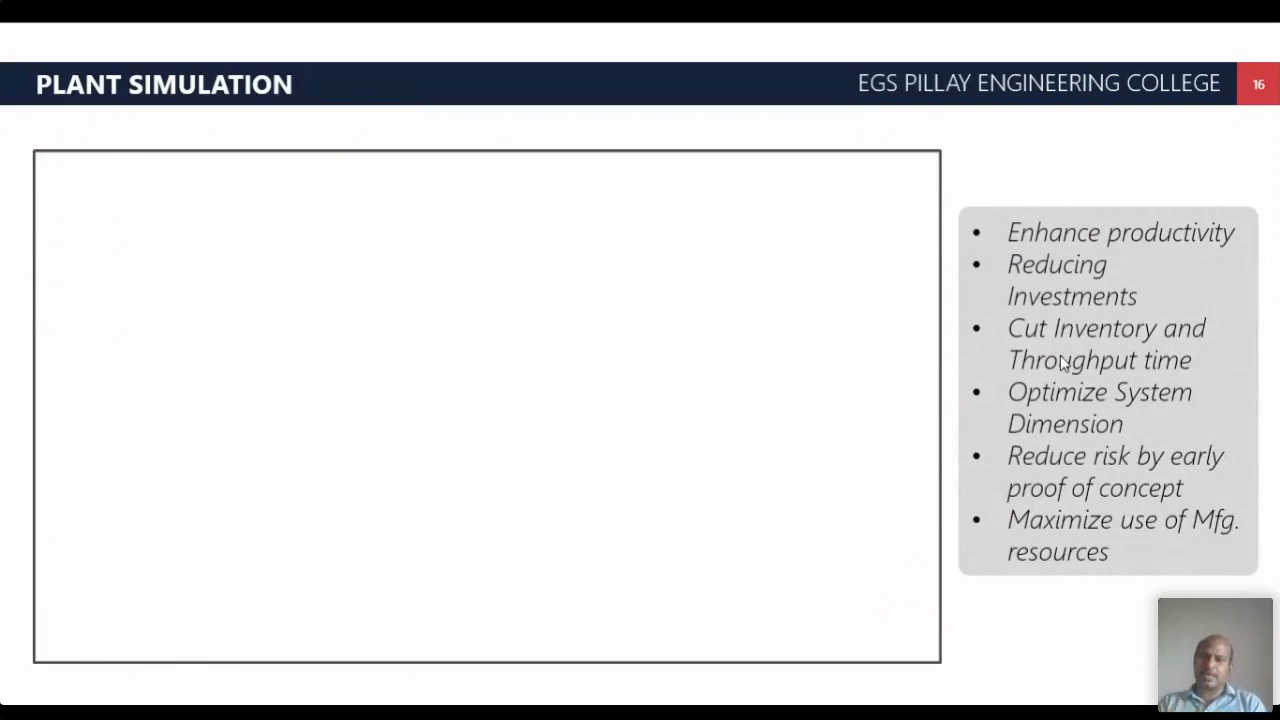 PLANT SIMULATION
EGS PILLAY ENGINEERING COLLEGE
16
• Enhance productivity
• Reducing
Investments
• Cut Inventory and
Throughput time
• Optimize System
Dimension
• Reduce risk by early
proof of concept
• Maximize use of Mfg.
resources